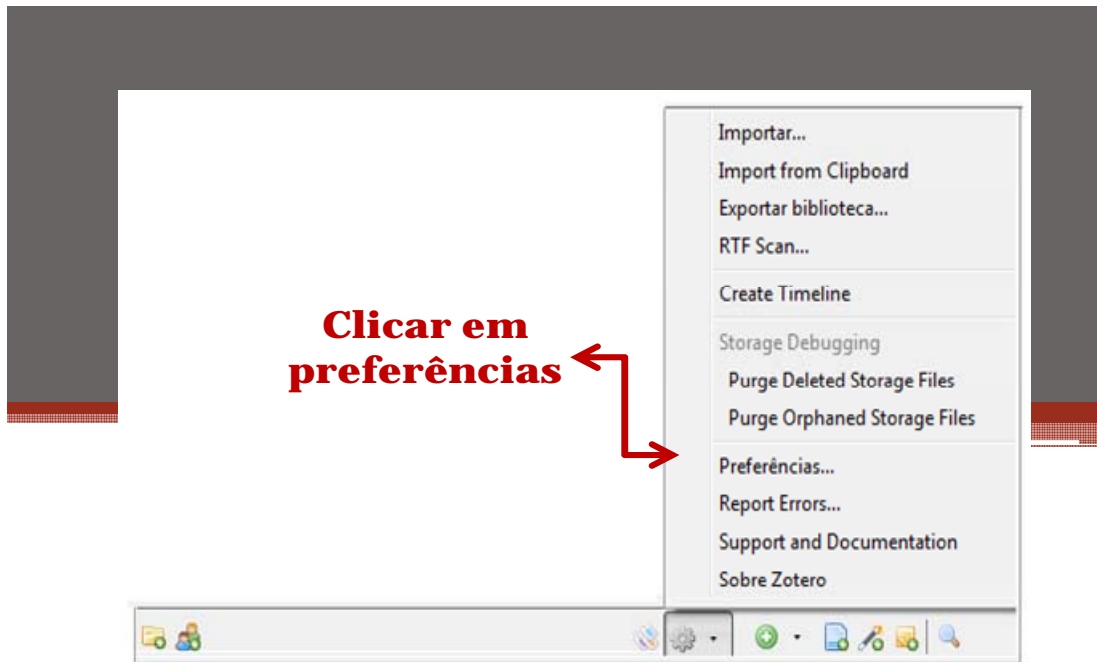 Clicar em
preferências
Importar...
Import from Clipboard
Exportar biblioteca...
RTF Scan...
Create Timeline
Storage Debugging
Purge Deleted Storage Files
Purge Orphaned Storage Files
Preferências...
Report Errors...
Support and Documentation
Sobre Zotero